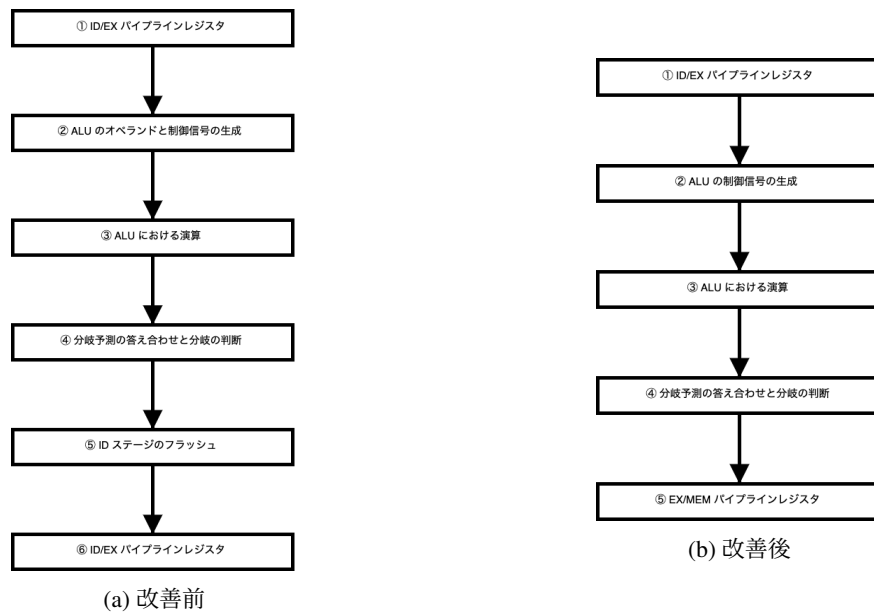 ① ID/EX パイプラインレジスタ
② ALU のオペランドと制御信号の生成
③ ALU における演算
④ 分岐予測の答え合わせと分岐の判断
⑤ ID ステージのフラッシュ
⑥ ID/EX パイプラインレジスタ
(a) 改善前
① ID/EX パイプラインレジスタ
② ALU の制御信号の生成
③ ALU における演算
④ 分岐予測の答え合わせと分岐の判断
⑤ EX/MEM パイプラインレジスタ
(b) 改善後